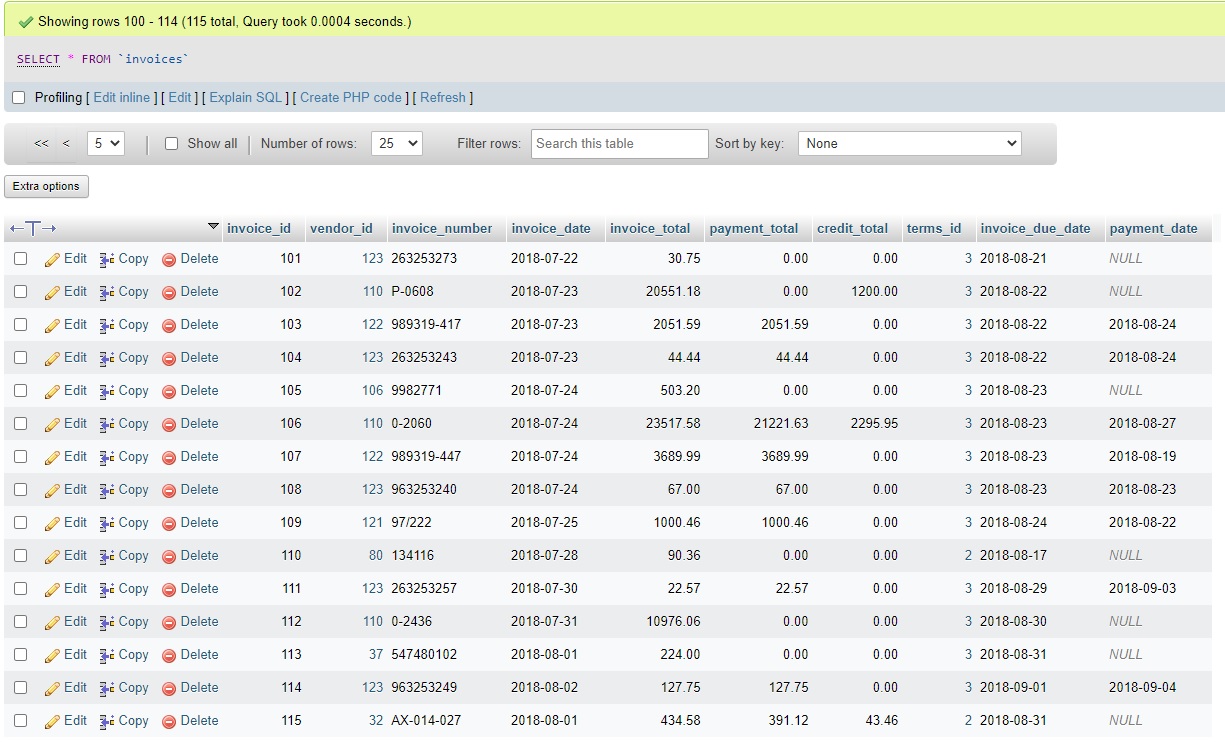 Showing rows 100 - 114 (115 total, Query took 0.0004 seconds.)
SELECT * FROM `invoices`
Profiling [ Edit inline ] [ Edit ] [ Explain SQL ] [ Create PHP code ] [ Refresh ]
<< < 5 Show all Number of rows: 25 Filter rows: Search this table Sort by key: None
Extra options
←T→ invoice_id vendor_id invoice_number invoice_date invoice_total payment_total credit_total terms_id invoice_due_date payment_date
Edit Copy Delete 101 123 263253273 2018-07-22 30.75 0.00 0.00 3 2018-08-21 NULL
Edit Copy Delete 102 110 P-0608 2018-07-23 20551.18 0.00 1200.00 3 2018-08-22 NULL
Edit Copy Delete 103 122 989319-417 2018-07-23 2051.59 2051.59 0.00 3 2018-08-22 2018-08-24
Edit Copy Delete 104 123 263253243 2018-07-23 44.44 44.44 0.00 3 2018-08-22 2018-08-24
Edit Copy Delete 105 106 9982771 2018-07-24 503.20 0.00 0.00 3 2018-08-23 NULL
Edit Copy Delete 106 110 0-2060 2018-07-24 23517.58 21221.63 2295.95 3 2018-08-23 2018-08-27
Edit Copy Delete 107 122 989319-447 2018-07-24 3689.99 3689.99 0.00 3 2018-08-23 2018-08-19
Edit Copy Delete 108 123 963253240 2018-07-24 67.00 67.00 0.00 3 2018-08-23 2018-08-23
Edit Copy Delete 109 121 97/222 2018-07-25 1000.46 1000.46 0.00 3 2018-08-24 2018-08-22
Edit Copy Delete 110 80 134116 2018-07-28 90.36 0.00 0.00 2 2018-08-17 NULL
Edit Copy Delete 111 123 263253257 2018-07-30 22.57 22.57 0.00 3 2018-08-29 2018-09-03
Edit Copy Delete 112 110 0-2436 2018-07-31 10976.06 0.00 0.00 3 2018-08-30 NULL
Edit Copy Delete 113 37 547480102 2018-08-01 224.00 0.00 0.00 3 2018-08-31 NULL
Edit Copy Delete 114 123 963253249 2018-08-02 127.75 127.75 0.00 3 2018-09-01 2018-09-04
Edit Copy Delete 115 32 AX-014-027 2018-08-01 434.58 391.12 43.46 2 2018-08-31 NULL